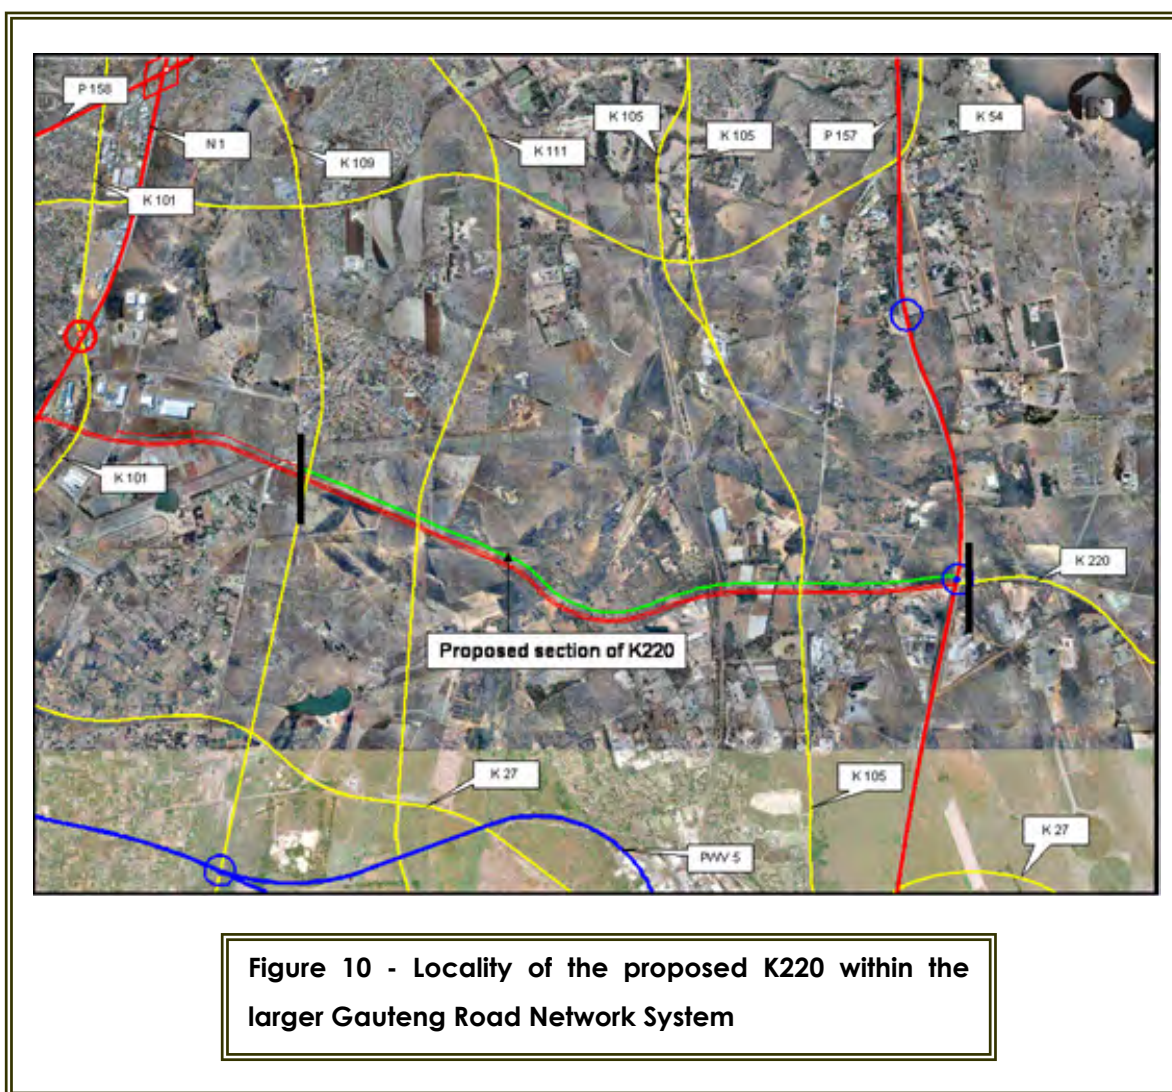 P 158
N 1
K 109
K 111
K 105
K 105
P 157
K 54
K 101
K 101
K 220
Proposed section of K220
K 27
K 105
PWV 5
K 27
Figure 10 - Locality of the proposed K220 within the
larger Gauteng Road Network System